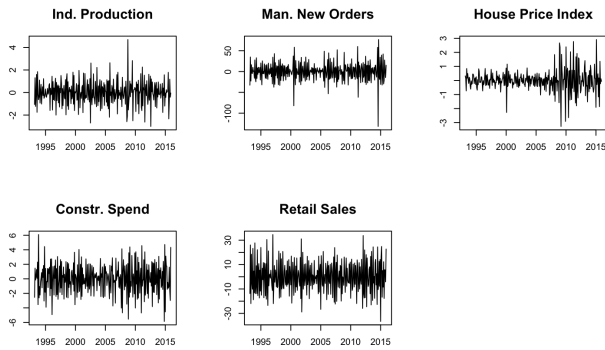 Ind. Production
4
2
0
-2
1995 2000 2005 2010 2015
Man. New Orders
50
0
-100
1995 2000 2005 2010 2015
House Price Index
3
2
1
-1
-3
1995 2000 2005 2010 2015
Constr. Spend
6
4
2
0
-2
-6
1995 2000 2005 2010 2015
Retail Sales
30
10
-10
-30
1995 2000 2005 2010 2015